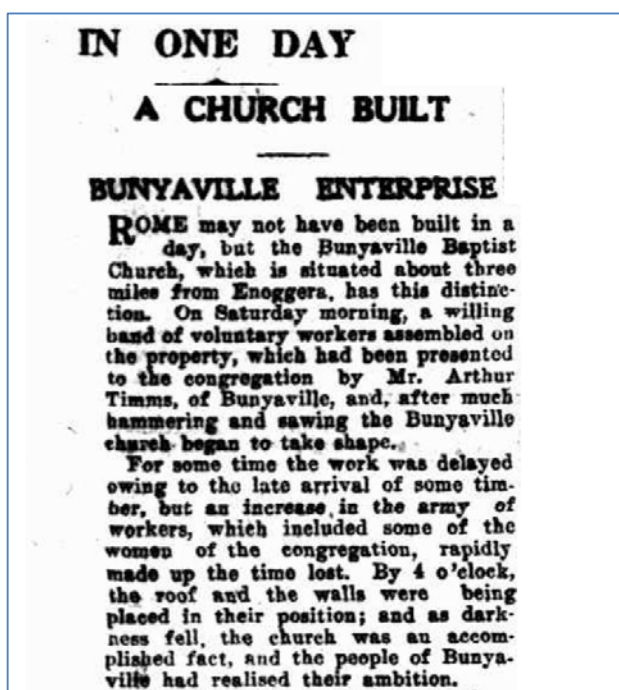 IN ONE DAY
A CHURCH BUILT
BUNYAVILLE ENTERPRISE
ROME may not have been built in a
day, but the Bunyaville Baptist
Church, which is situated about three
miles from Enoggera, has this distinc-
tion. On Saturday morning, a willing
band of voluntary workers assembled on
the property, which had been presented
to the congregation by Mr. Arthur
Timms, of Bunyaville, and, after much
hammering and sawing the Bunyaville
church began to take shape.
For some time the work was delayed
owing to the late arrival of some tim-
ber, but an increase in the army of
workers, which included some of the
women of the congregation, rapidly
made up the time lost. By 4 o'clock,
the roof and the walls were being
placed in their position; and as dark-
ness fell, the church was an accom-
plished fact, and the people of Bunya-
ville had realised their ambition.